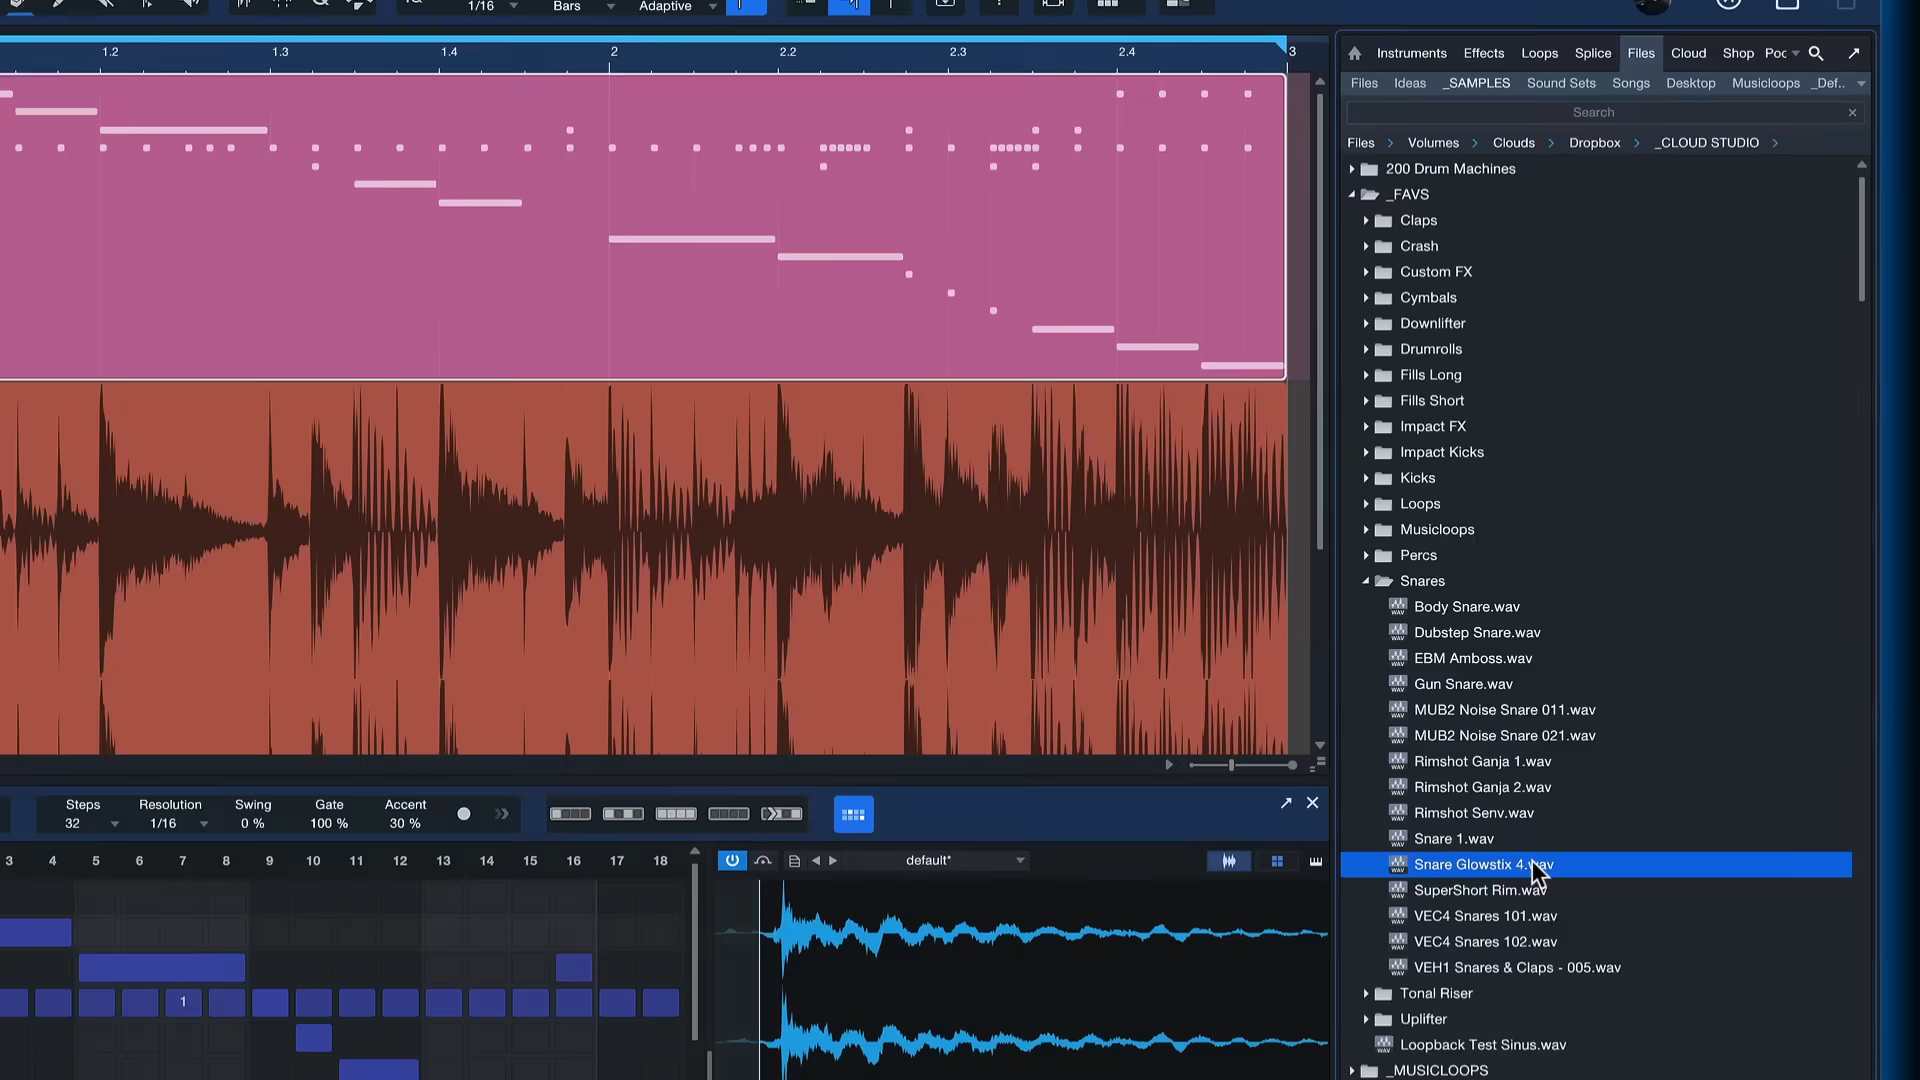 1/16 Bars Adaptive
1.2 1.3 1.4 2 2.2 2.3 2.4 3
Instruments Effects Loops Splice Files Cloud Shop Poc
Files Ideas _SAMPLES Sound Sets Songs Desktop Musicloops _Def..
Search
Files > Volumes > Clouds > Dropbox > _CLOUD STUDIO >
200 Drum Machines
_FAVS
Claps
Crash
Custom FX
Cymbals
Downlifter
Drumrolls
Fills Long
Fills Short
Impact FX
Impact Kicks
Kicks
Loops
Musicloops
Percs
Snares
Body Snare.wav
Dubstep Snare.wav
EBM Amboss.wav
Gun Snare.wav
MUB2 Noise Snare 011.wav
MUB2 Noise Snare 021.wav
Rimshot Ganja 1.wav
Rimshot Ganja 2.wav
Rimshot Senv.wav
Snare 1.wav
Snare Glowstix 4.wav
SuperShort Rim.wav
VEC4 Snares 101.wav
VEC4 Snares 102.wav
VEH1 Snares & Claps - 005.wav
Tonal Riser
Uplifter
Loopback Test Sinus.wav
_MUSICLOOPS
Steps Resolution Swing Gate Accent
32 1/16 0 % 100 % 30 %
3 4 5 6 7 8 9 10 11 12 13 14 15 16 17 18
default*
1